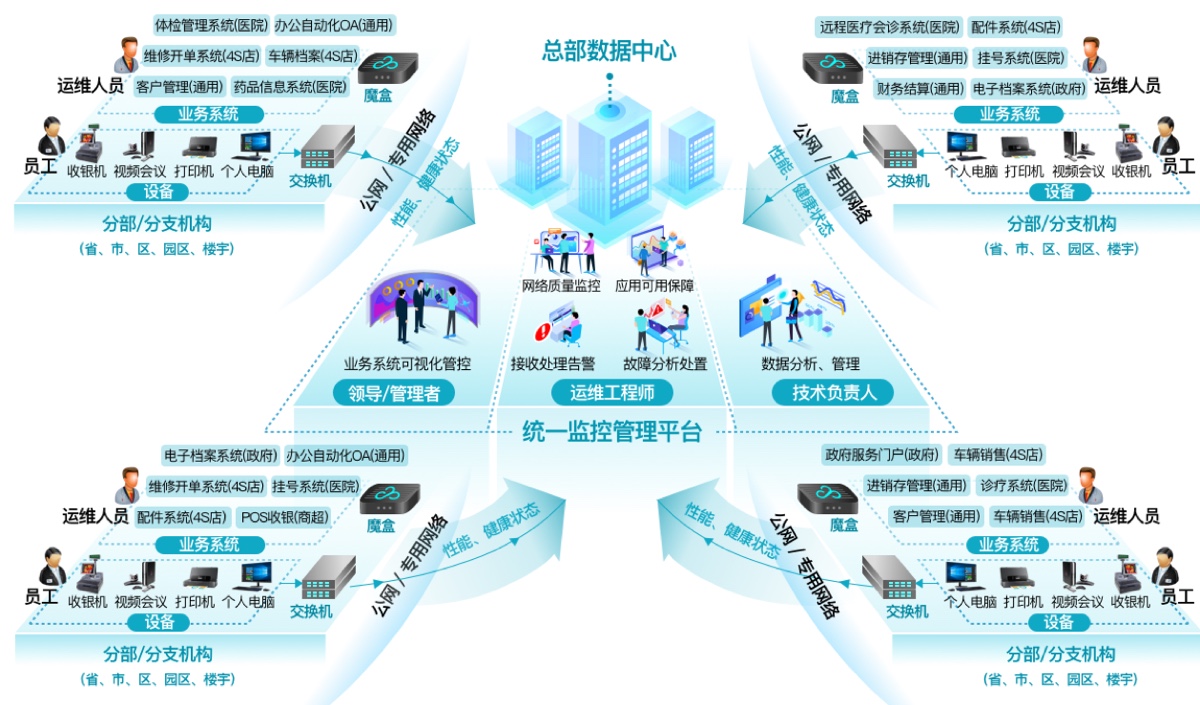 体检管理系统(医院) 办公自动化OA(通用)
维修开单系统(4S店) 车辆档案(4S店)
运维人员
客户管理(通用) 药品信息系统(医院)
魔盒
业务系统
员工
收银机 视频会议 打印机 个人电脑
交换机
设备
分部/分支机构
(省、市、区、园区、楼宇)
公网 / 专用网络
性能、健康状态
总部数据中心
远程医疗会诊系统(医院) 配件系统(4S店)
进销存管理(通用) 挂号系统(医院)
运维人员
魔盒
财务结算(通用) 电子档案系统(政府)
业务系统
公网 / 专用网络
性能、健康状态
交换机
个人电脑 打印机 视频会议 收银机
员工
设备
分部/分支机构
(省、市、区、园区、楼宇)
网络质量监控 应用可用保障
业务系统可视化管控
接收处理告警 故障分析处置
数据分析、管理
领导/管理者
运维工程师
技术负责人
统一监控管理平台
电子档案系统(政府) 办公自动化OA(通用)
维修开单系统(4S店) 挂号系统(医院)
运维人员
配件系统(4S店) POS收银(商超)
魔盒
业务系统
员工
收银机 视频会议 打印机 个人电脑
交换机
设备
分部/分支机构
(省、市、区、园区、楼宇)
公网 / 专用网络
性能、健康状态
政府服务门户(政府) 车辆销售(4S店)
进销存管理(通用) 诊疗系统(医院)
魔盒
客户管理(通用) 车辆销售(4S店)
运维人员
业务系统
性能、健康状态
公网 / 专用网络
交换机
个人电脑 打印机 视频会议 收银机
员工
设备
分部/分支机构
(省、市、区、园区、楼宇)